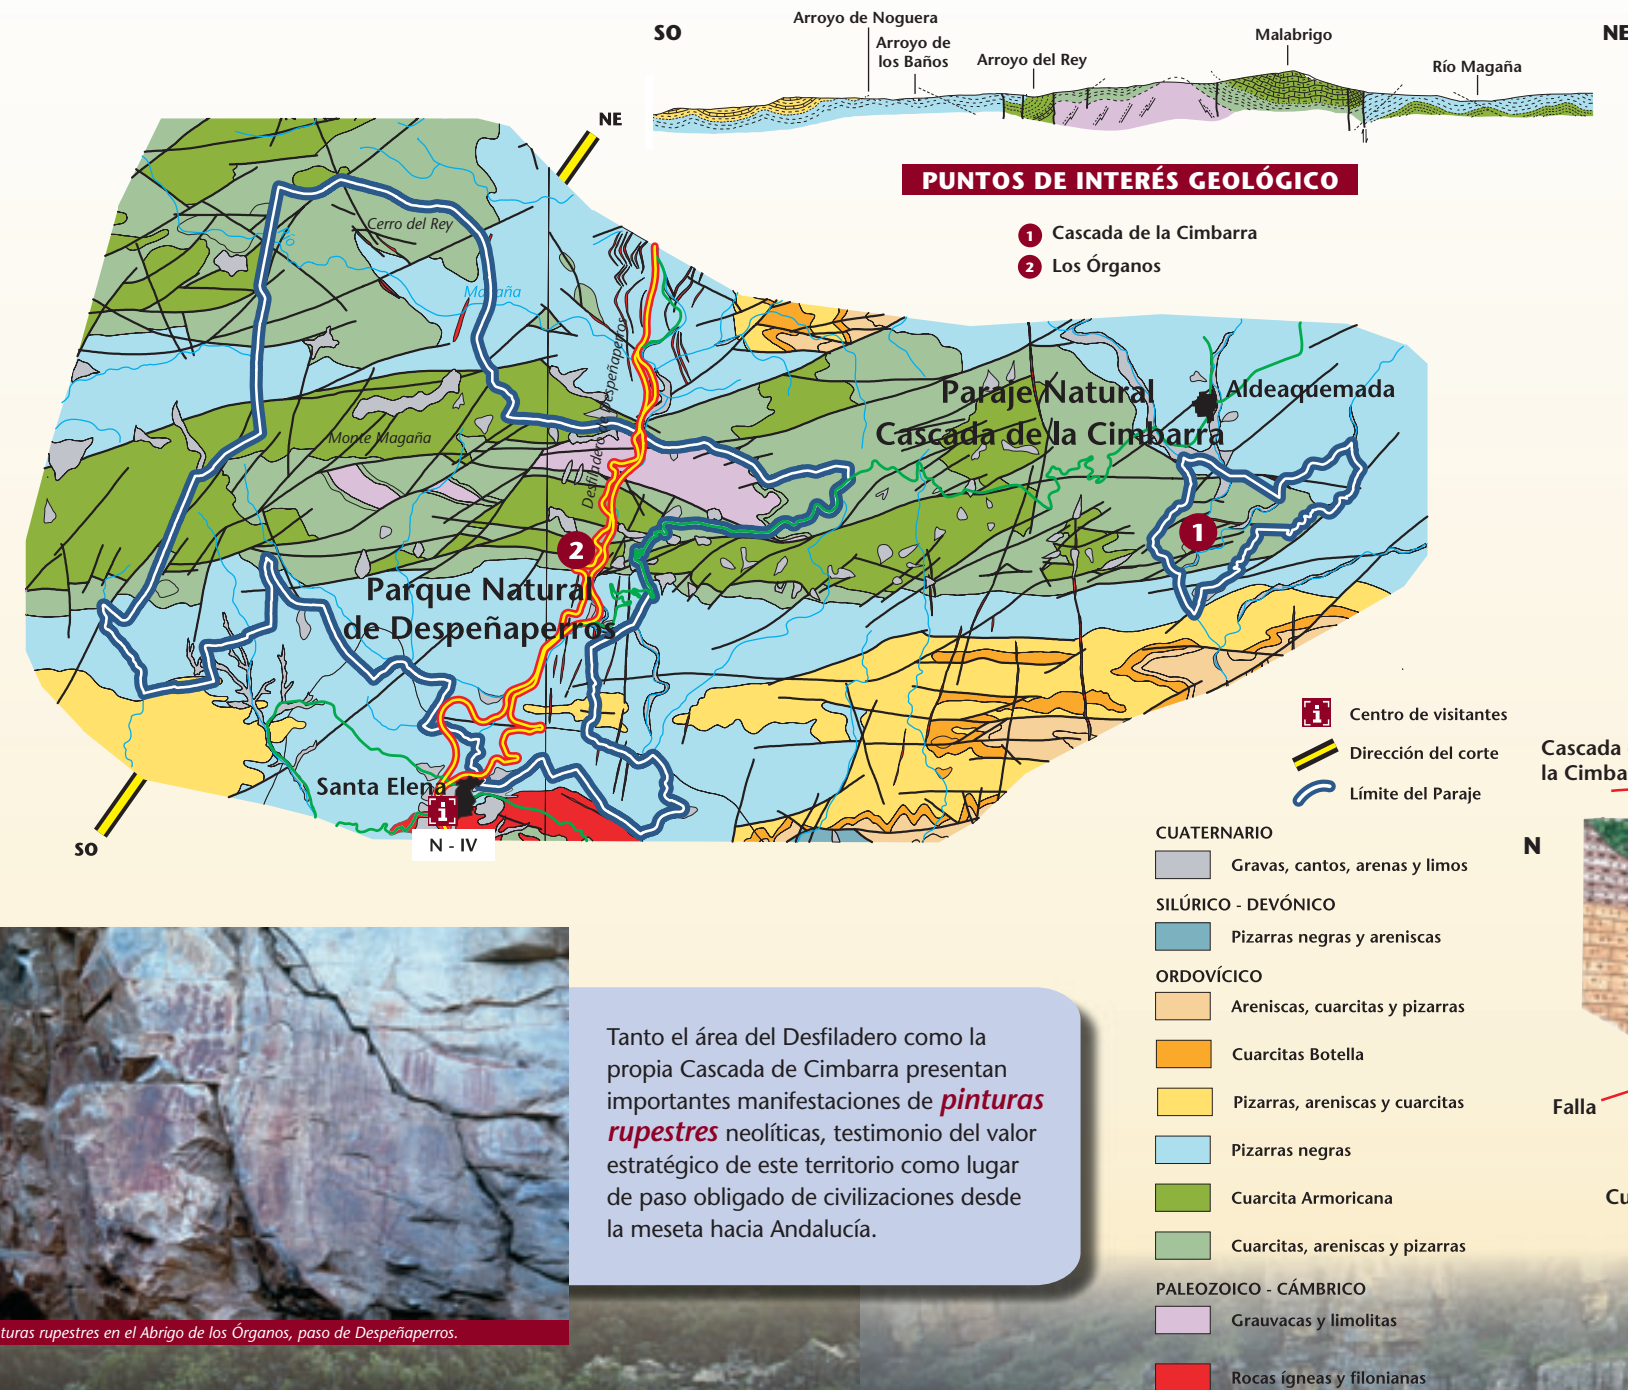 SO
NE
Arroyo de Noguera
Arroyo de
los Baños
Arroyo del Rey
Malabrigo
Río Magaña
PUNTOS DE INTERÉS GEOLÓGICO
1 Cascada de la Cimbarra
2 Los Órganos
NE
Cerro del Rey
Río
Magaña
Desfiladero de Despeñaperros
Monte Magaña
Paraje Natural
Cascada de la Cimbarra
Aldeaquemada
1
2
Parque Natural
de Despeñaperros
Santa Elena
i
N - IV
SO
i Centro de visitantes
Dirección del corte
Límite del Paraje
CUATERNARIO
Gravas, cantos, arenas y limos
SILÚRICO - DEVÓNICO
Pizarras negras y areniscas
ORDOVÍCICO
Areniscas, cuarcitas y pizarras
Cuarcitas Botella
Pizarras, areniscas y cuarcitas
Pizarras negras
Cuarcita Armoricana
Cuarcitas, areniscas y pizarras
PALEOZOICO - CÁMBRICO
Grauvacas y limolitas
Rocas ígneas y filonianas
Cascada
la Cimba
N
Falla
Cu
Tanto el área del Desfiladero como la
propia Cascada de Cimbarra presentan
importantes manifestaciones de pinturas
rupestres neolíticas, testimonio del valor
estratégico de este territorio como lugar
de paso obligado de civilizaciones desde
la meseta hacia Andalucía.
turas rupestres en el Abrigo de los Órganos, paso de Despeñaperros.